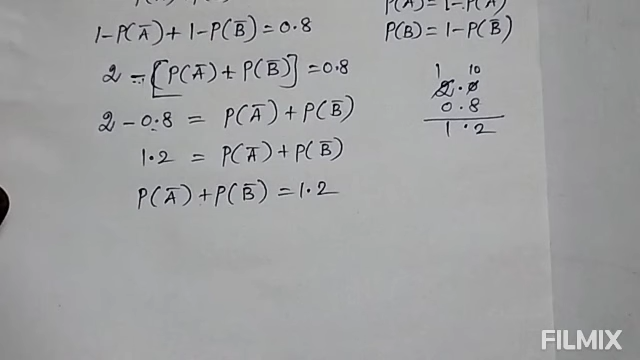 1-P(Ā)+1-P(B̄)=0.8
2-[P(Ā)+P(B̄)]=0.8
2-0.8 = P(Ā)+P(B̄)
1.2 = P(Ā)+P(B̄)
P(Ā)+P(B̄)=1.2
P(A)=1-P(Ā)
P(B)=1-P(B̄)
1 10
2.0
0.8
1.2
FILMIX